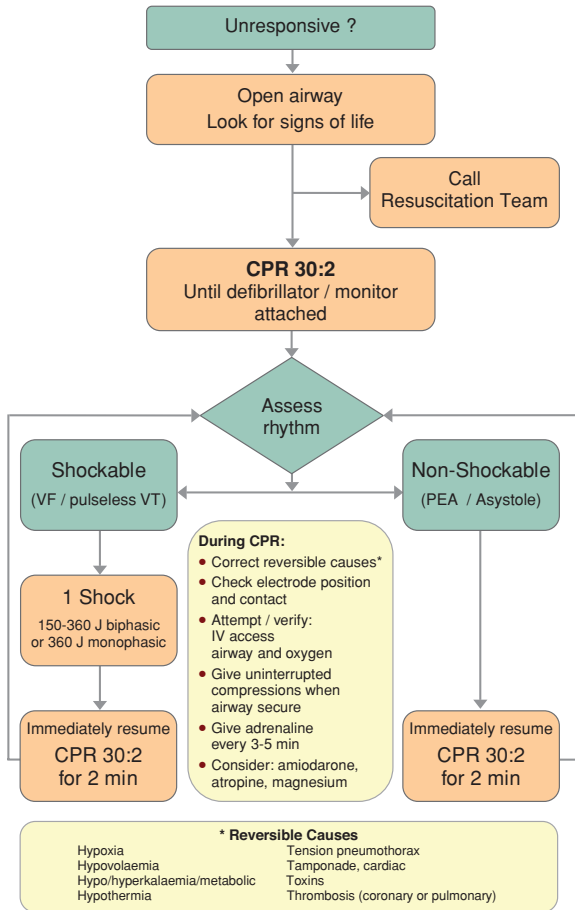 Unresponsive ?
Open airway
Look for signs of life
Call
Resuscitation Team
CPR 30:2
Until defibrillator / monitor
attached
Assess
rhythm
Shockable
(VF / pulseless VT)
Non-Shockable
(PEA / Asystole)
1 Shock
150-360 J biphasic
or 360 J monophasic
Immediately resume
CPR 30:2
for 2 min
During CPR:
• Correct reversible causes*
• Check electrode position
and contact
• Attempt / verify:
IV access
airway and oxygen
• Give uninterrupted
compressions when
airway secure
• Give adrenaline
every 3-5 min
• Consider: amiodarone,
atropine, magnesium
Immediately resume
CPR 30:2
for 2 min
* Reversible Causes
Hypoxia
Hypovolaemia
Hypo/hyperkalaemia/metabolic
Hypothermia
Tension pneumothorax
Tamponade, cardiac
Toxins
Thrombosis (coronary or pulmonary)